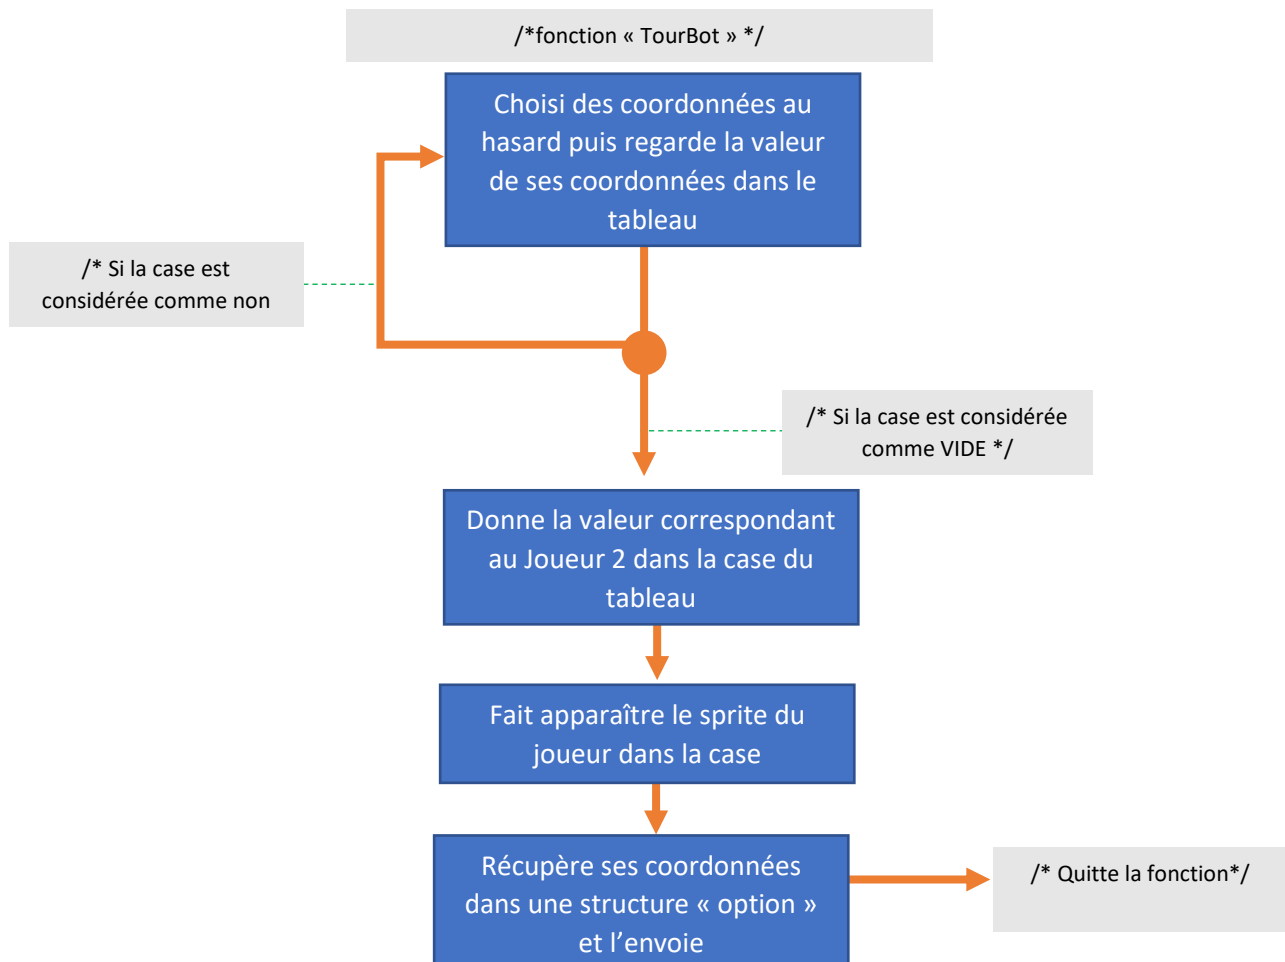 /*fonction « TourBot » */
Choisi des coordonnées au
hasard puis regarde la valeur
de ses coordonnées dans le
tableau
/* Si la case est
considérée comme non
/* Si la case est considérée
comme VIDE */
Donne la valeur correspondant
au Joueur 2 dans la case du
tableau
Fait apparaître le sprite du
joueur dans la case
Récupère ses coordonnées
dans une structure « option »
et l’envoie
/* Quitte la fonction*/